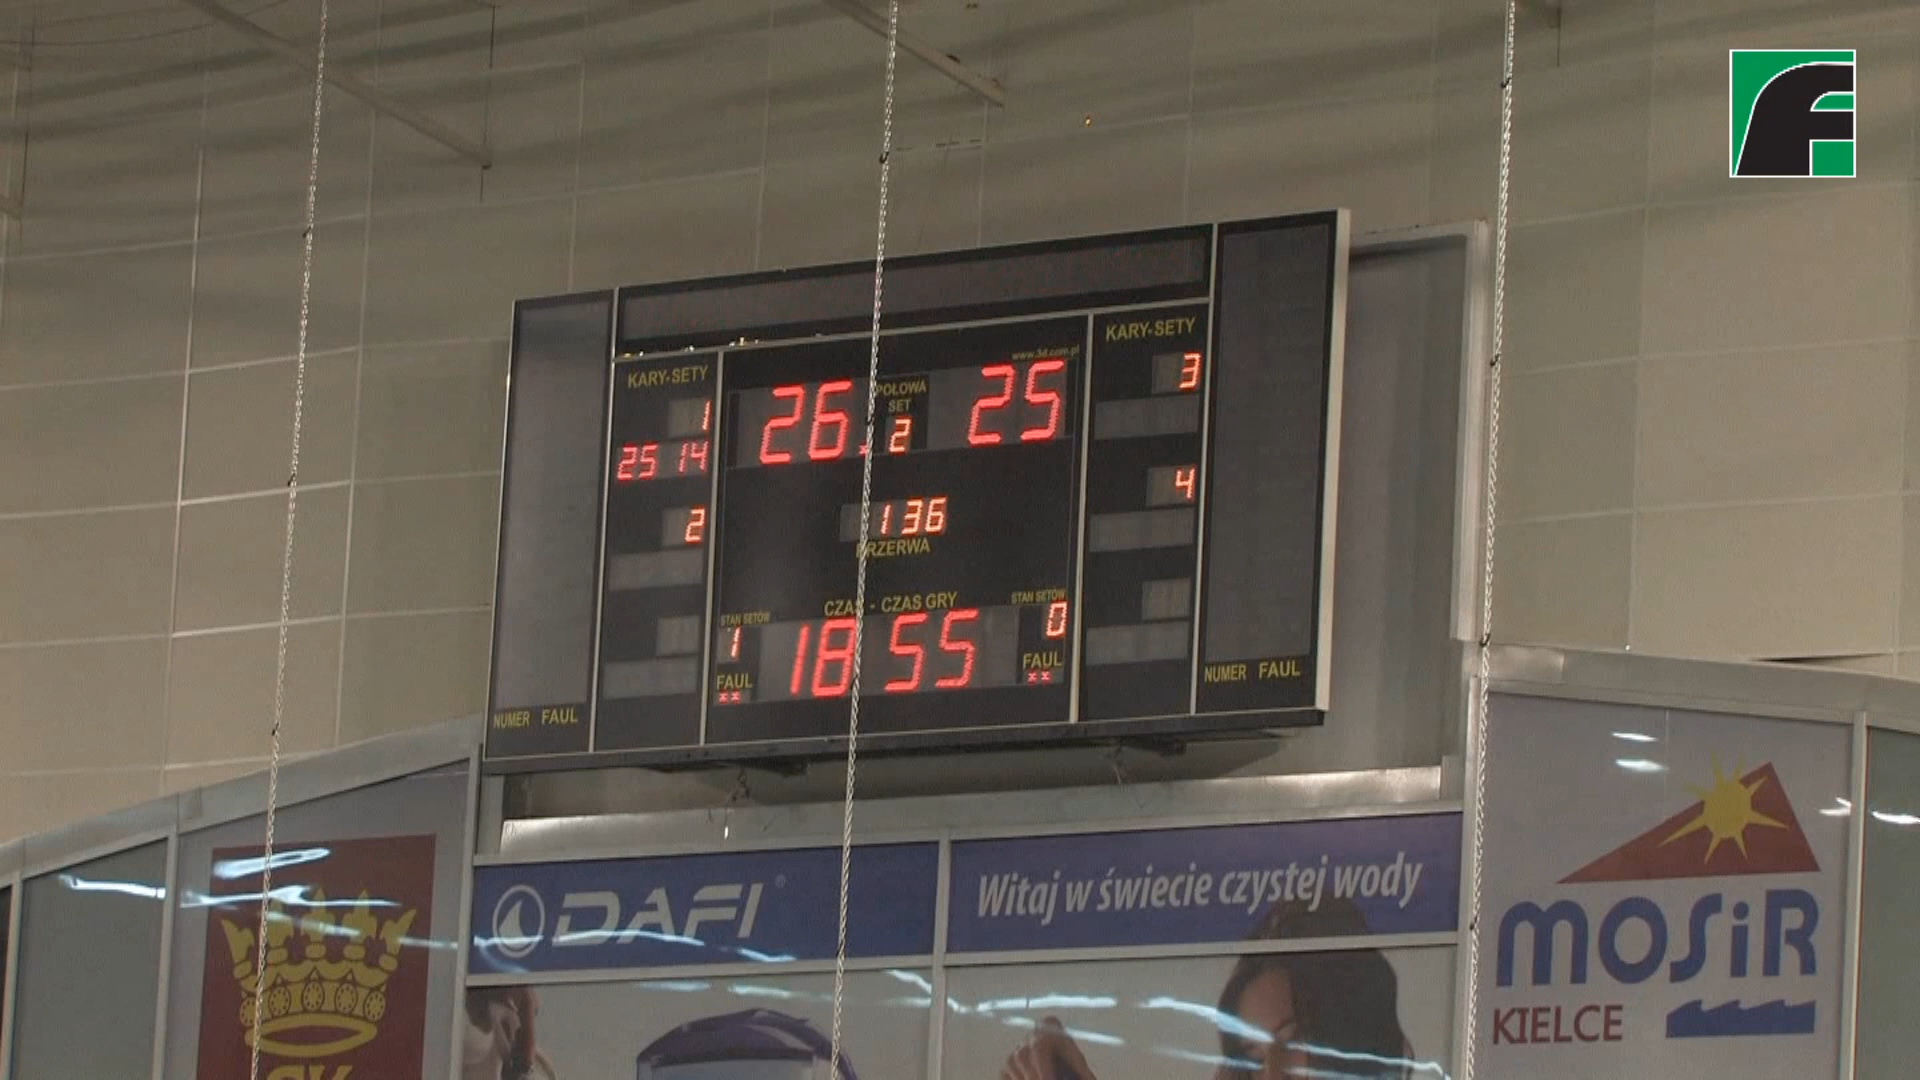 www.3d.com.pl
KARY-SETY
KARY-SETY
1
26
POŁOWA
SET
2
25
3
25 14
2
1 36
PRZERWA
4
CZAS - CZAS GRY
STAN SETÓW
STAN SETÓW
1
18 55
0
FAUL
FAUL
NUMER FAUL
NUMER FAUL
DAFI
Witaj w świecie czystej wody
MOSiR
KIELCE
F